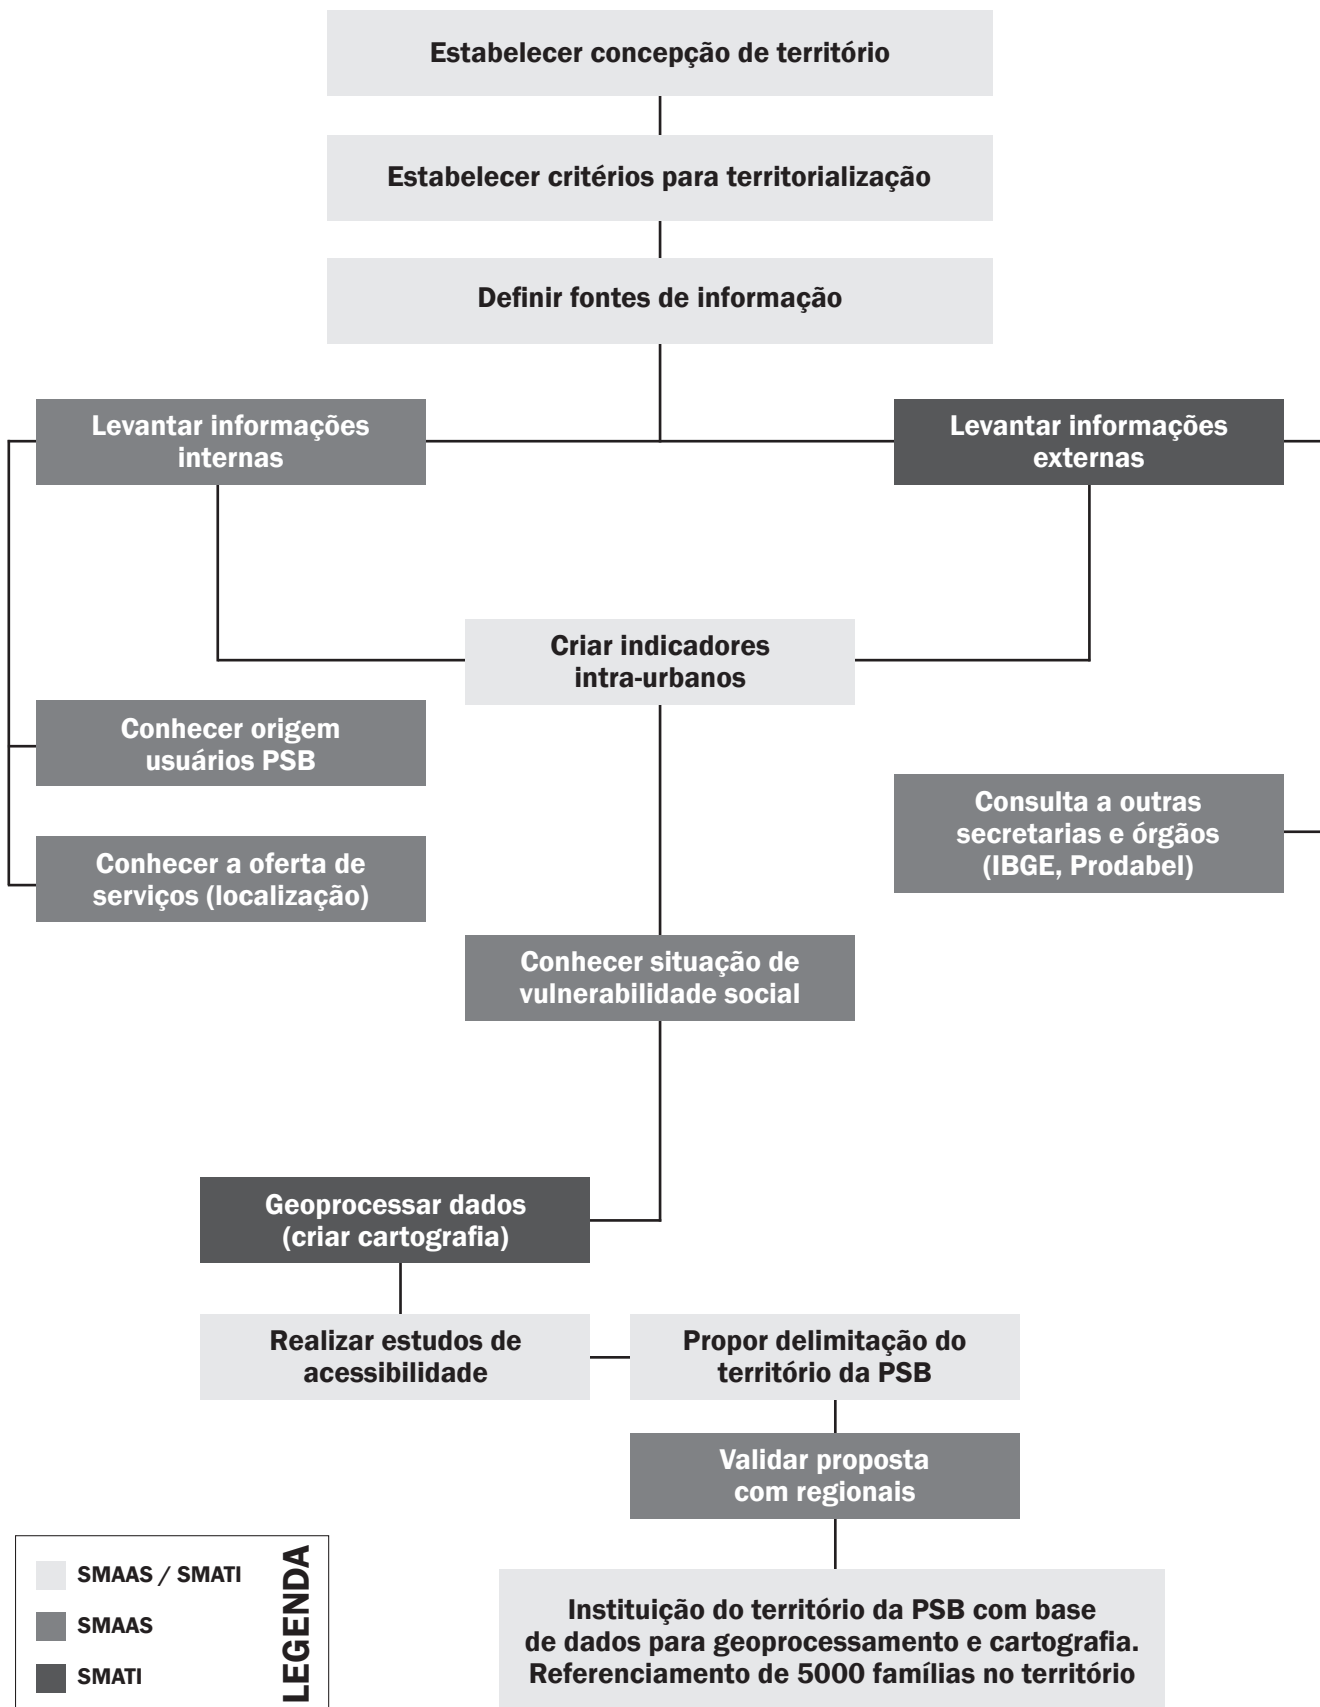 Estabelecer concepção de território
Estabelecer critérios para territorialização
Definir fontes de informação
Levantar informações
internas
Levantar informações
externas
Criar indicadores
intra-urbanos
Conhecer origem
usuários PSB
Consulta a outras
secretarias e órgãos
(IBGE, Prodabel)
Conhecer a oferta de
serviços (localização)
Conhecer situação de
vulnerabilidade social
Geoprocessar dados
(criar cartografia)
Realizar estudos de
acessibilidade
Propor delimitação do
território da PSB
Validar proposta
com regionais
Instituição do território da PSB com base
de dados para geoprocessamento e cartografia.
Referenciamento de 5000 famílias no território
LEGENDA
SMAAS / SMATI
SMAAS
SMATI